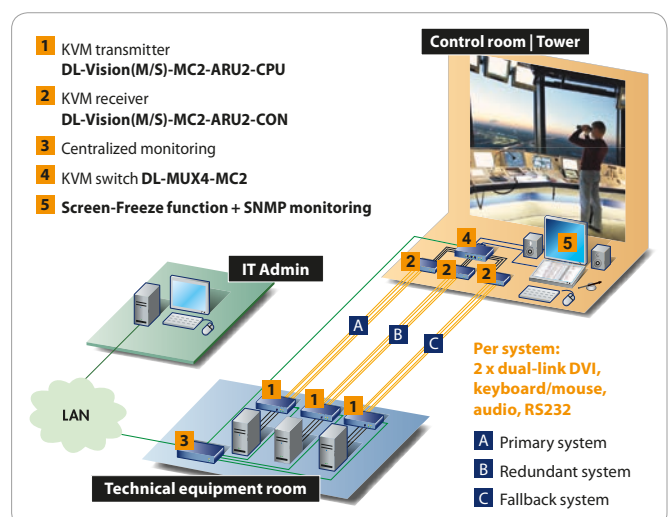 1 KVM transmitter
DL-Vision(M/S)-MC2-ARU2-CPU
2 KVM receiver
DL-Vision(M/S)-MC2-ARU2-CON
3 Centralized monitoring
4 KVM switch DL-MUX4-MC2
5 Screen-Freeze function + SNMP monitoring
Control room | Tower
4
5
2
2
2
IT Admin
A
B
C
Per system:
2 x dual-link DVI,
keyboard/mouse,
audio, RS232
1
1
1
LAN
3
A Primary system
B Redundant system
C Fallback system
Technical equipment room